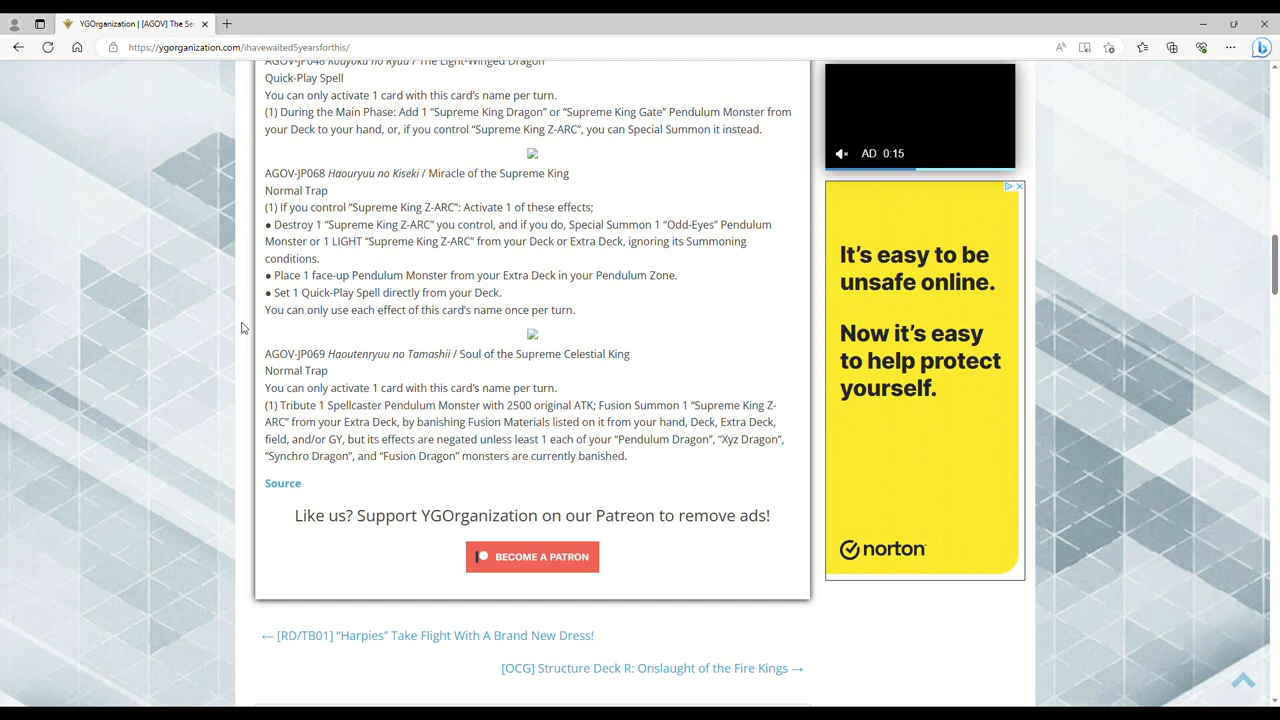 YGOrganization | [AGOV] The Se
https://ygorganization.com/ihavewaited5yearsforthis/
AGOV-JP048 Kouyoku no Ryuu / The Light-Winged Dragon
Quick-Play Spell
You can only activate 1 card with this card's name per turn.
(1) During the Main Phase: Add 1 “Supreme King Dragon” or “Supreme King Gate” Pendulum Monster from
your Deck to your hand, or, if you control “Supreme King Z-ARC”, you can Special Summon it instead.
AGOV-JP068 Haouryuu no Kiseki / Miracle of the Supreme King
Normal Trap
(1) If you control “Supreme King Z-ARC”: Activate 1 of these effects;
● Destroy 1 “Supreme King Z-ARC” you control, and if you do, Special Summon 1 “Odd-Eyes” Pendulum
Monster or 1 LIGHT “Supreme King Z-ARC” from your Deck or Extra Deck, ignoring its Summoning
conditions.
● Place 1 face-up Pendulum Monster from your Extra Deck in your Pendulum Zone.
● Set 1 Quick-Play Spell directly from your Deck.
You can only use each effect of this card's name once per turn.
AGOV-JP069 Haoutenryuu no Tamashii / Soul of the Supreme Celestial King
Normal Trap
You can only activate 1 card with this card's name per turn.
(1) Tribute 1 Spellcaster Pendulum Monster with 2500 original ATK; Fusion Summon 1 “Supreme King Z-
ARC” from your Extra Deck, by banishing Fusion Materials listed on it from your hand, Deck, Extra Deck,
field, and/or GY, but its effects are negated unless least 1 each of your “Pendulum Dragon”, “Xyz Dragon”,
“Synchro Dragon”, and “Fusion Dragon” monsters are currently banished.
Source
Like us? Support YGOrganization on our Patreon to remove ads!
BECOME A PATRON
← [RD/TB01] “Harpies” Take Flight With A Brand New Dress!
[OCG] Structure Deck R: Onslaught of the Fire Kings →
AD 0:15
It's easy to be
unsafe online.
Now it's easy
to help protect
yourself.
norton